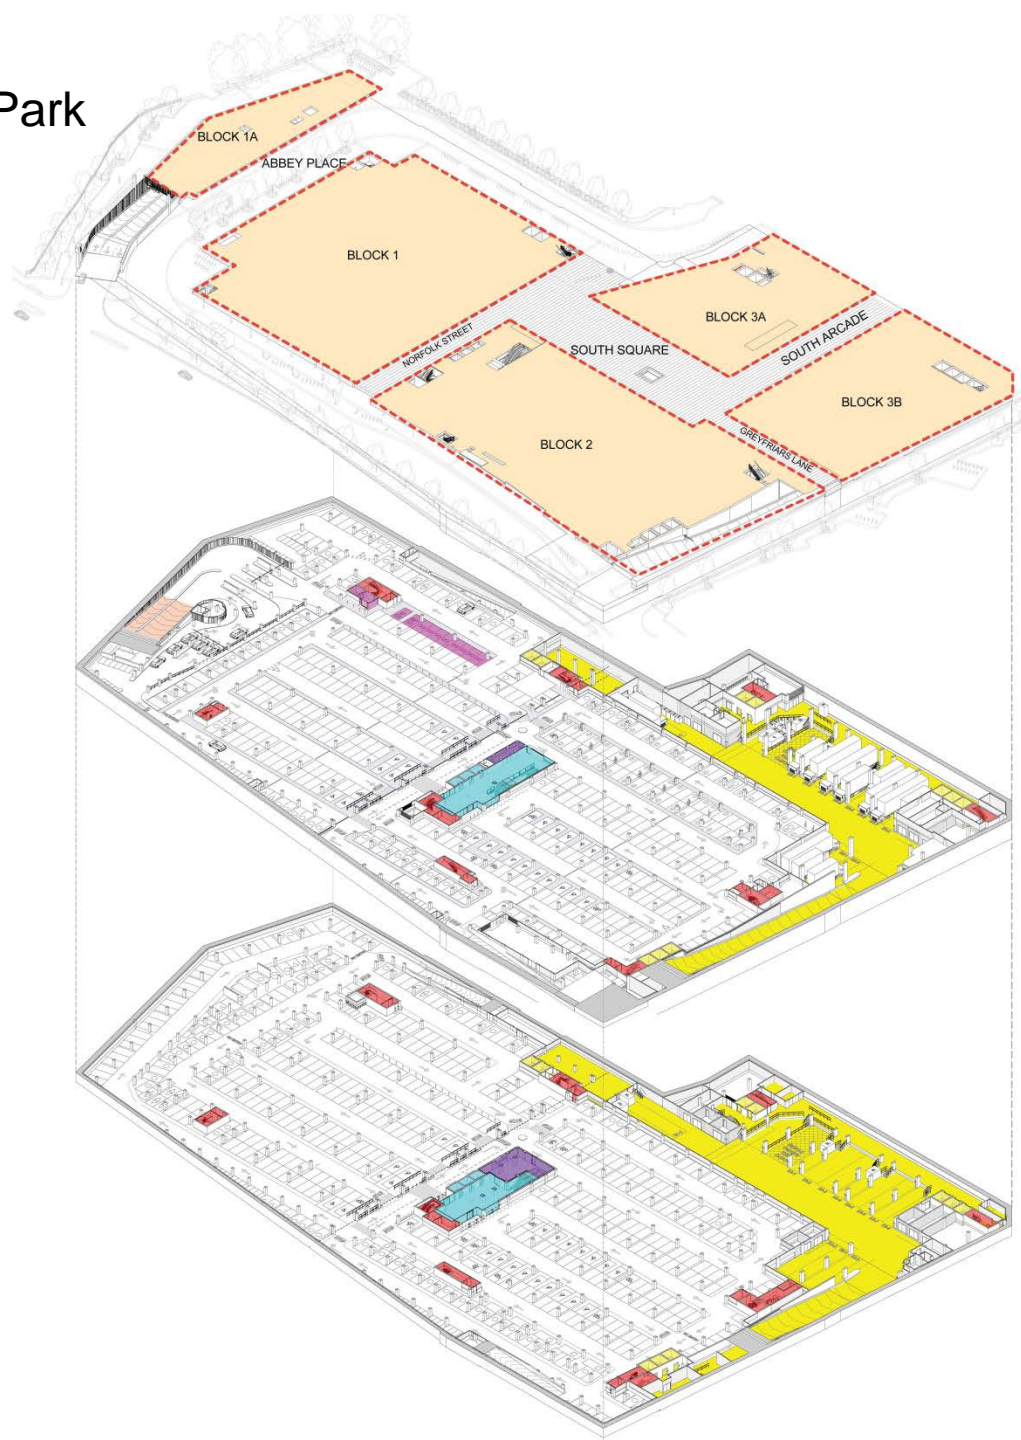 Park
BLOCK 1A
ABBEY PLACE
BLOCK 1
BLOCK 3A
NORFOLK STREET
SOUTH SQUARE
SOUTH ARCADE
BLOCK 3B
BLOCK 2
GREYFRIARS LANE